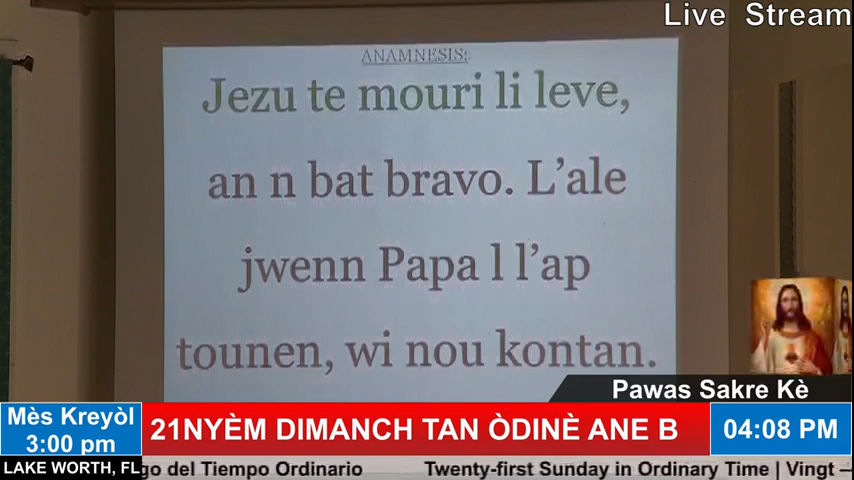 Live Stream
ANAMNESIS:
Jezu te mouri li leve,
an n bat bravo. L'ale
jwenn Papa l l'ap
tounen, wi nou kontan.
Pawas Sakre Kè
Mès Kreyòl
3:00 pm
21NYÈM DIMANCH TAN ÒDINÈ ANE B
04:08 PM
LAKE WORTH, FL
go del Tiempo Ordinario
Twenty-first Sunday in Ordinary Time | Vingt –